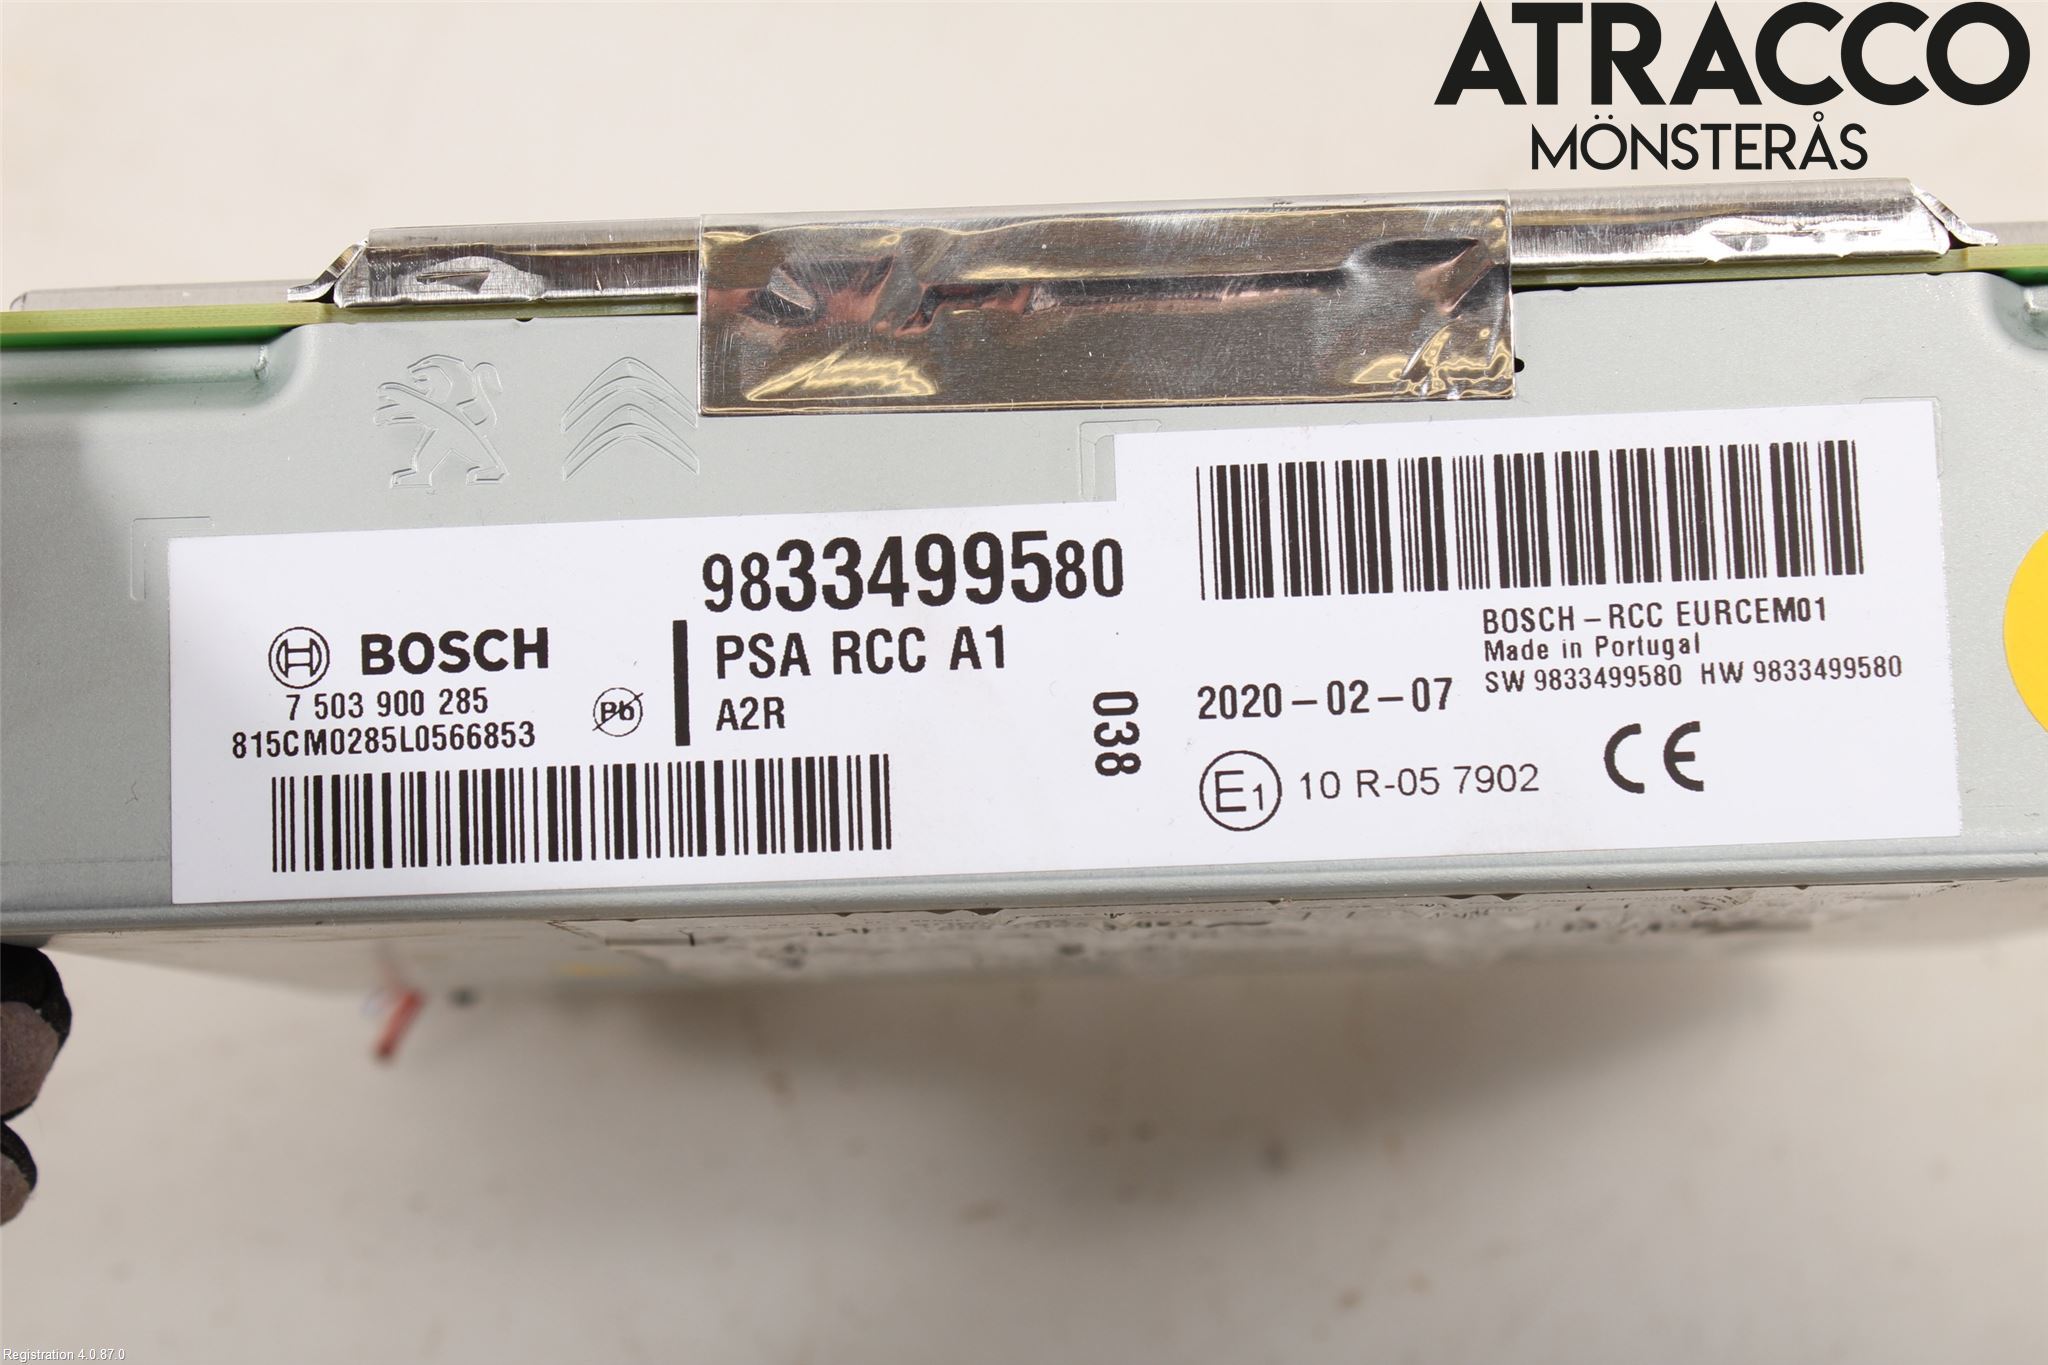 ATRACCO
MÖNSTERÅS
9833499580
BOSCH
7 503 900 285
815CM0285L0566853
Pb
PSA RCC A1
A2R
038
BOSCH-RCC EURCEM01
Made in Portugal
SW 9833499580 HW 9833499580
2020-02-07
E1 10 R-05 7902
CE
Registration 4.0.87.0